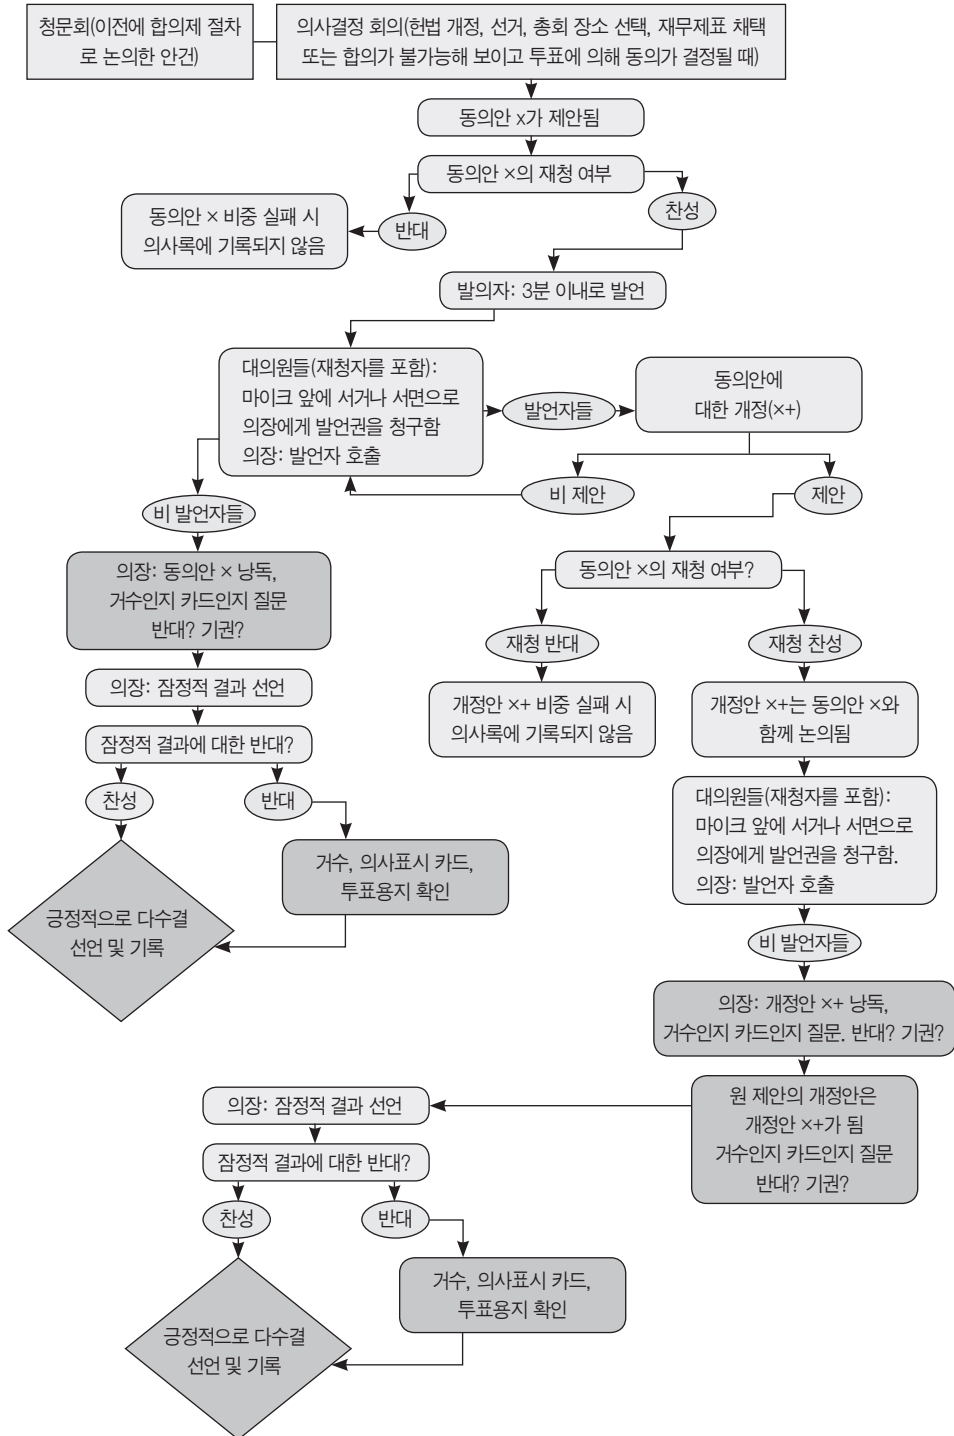 청문회(이전에 합의제 절차
로 논의한 안건)
의사결정 회의(헌법 개정, 선거, 총회 장소 선택, 재무제표 채택
또는 합의가 불가능해 보이고 투표에 의해 동의가 결정될 때)
동의안 x가 제안됨
동의안 ×의 재청 여부
찬성
반대
동의안 × 비중 실패 시
의사록에 기록되지 않음
발의자: 3분 이내로 발언
대의원들(재청자를 포함):
마이크 앞에 서거나 서면으로
의장에게 발언권을 청구함
의장: 발언자 호출
발언자들
동의안에
대한 개정(×+)
비 제안
제안
비 발언자들
의장: 동의안 × 낭독,
거수인지 카드인지 질문
반대? 기권?
의장: 잠정적 결과 선언
잠정적 결과에 대한 반대?
찬성
반대
거수, 의사표시 카드,
투표용지 확인
긍정적으로 다수결
선언 및 기록
동의안 ×의 재청 여부?
재청 반대
재청 찬성
개정안 ×+ 비중 실패 시
의사록에 기록되지 않음
개정안 ×+는 동의안 ×와
함께 논의됨
대의원들(재청자를 포함):
마이크 앞에 서거나 서면으로
의장에게 발언권을 청구함.
의장: 발언자 호출
비 발언자들
의장: 개정안 ×+ 낭독,
거수인지 카드인지 질문. 반대? 기권?
원 제안의 개정안은
개정안 ×+가 됨
거수인지 카드인지 질문
반대? 기권?
의장: 잠정적 결과 선언
잠정적 결과에 대한 반대?
찬성
반대
거수, 의사표시 카드,
투표용지 확인
긍정적으로 다수결
선언 및 기록